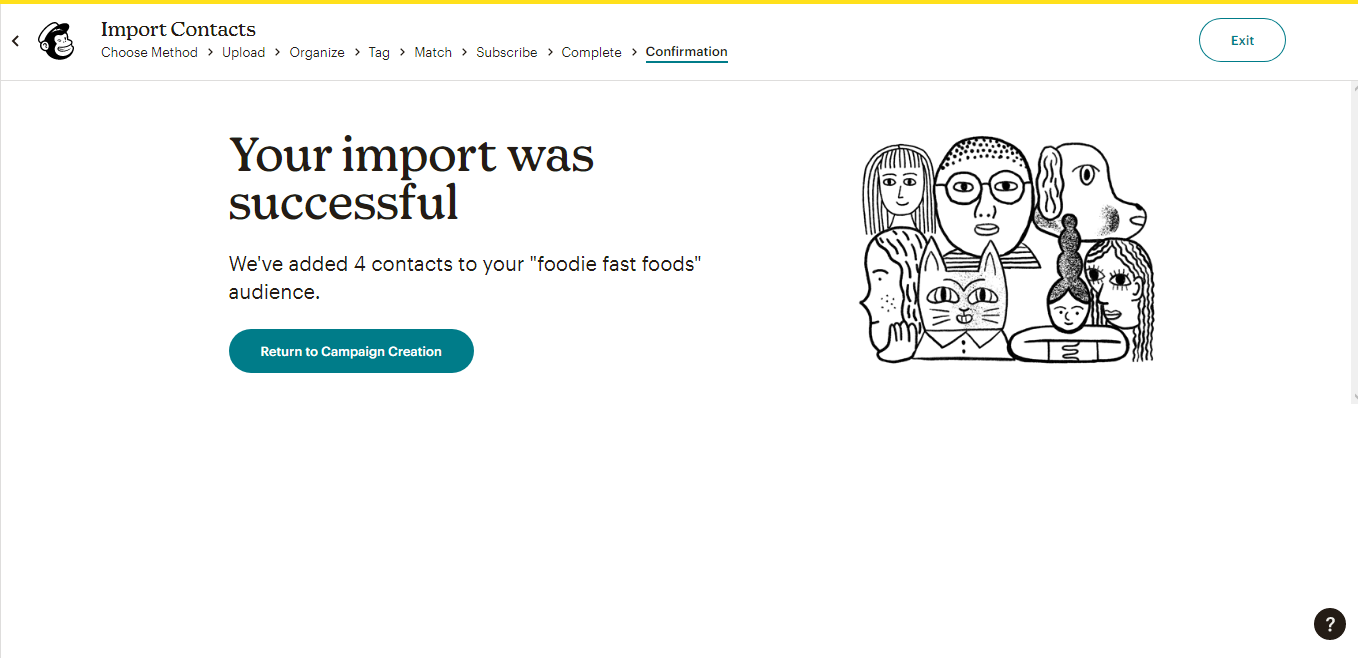 Import Contacts
Choose Method > Upload > Organize > Tag > Match > Subscribe > Complete > Confirmation
Exit
Your import was
successful
We've added 4 contacts to your "foodie fast foods"
audience.
Return to Campaign Creation
?